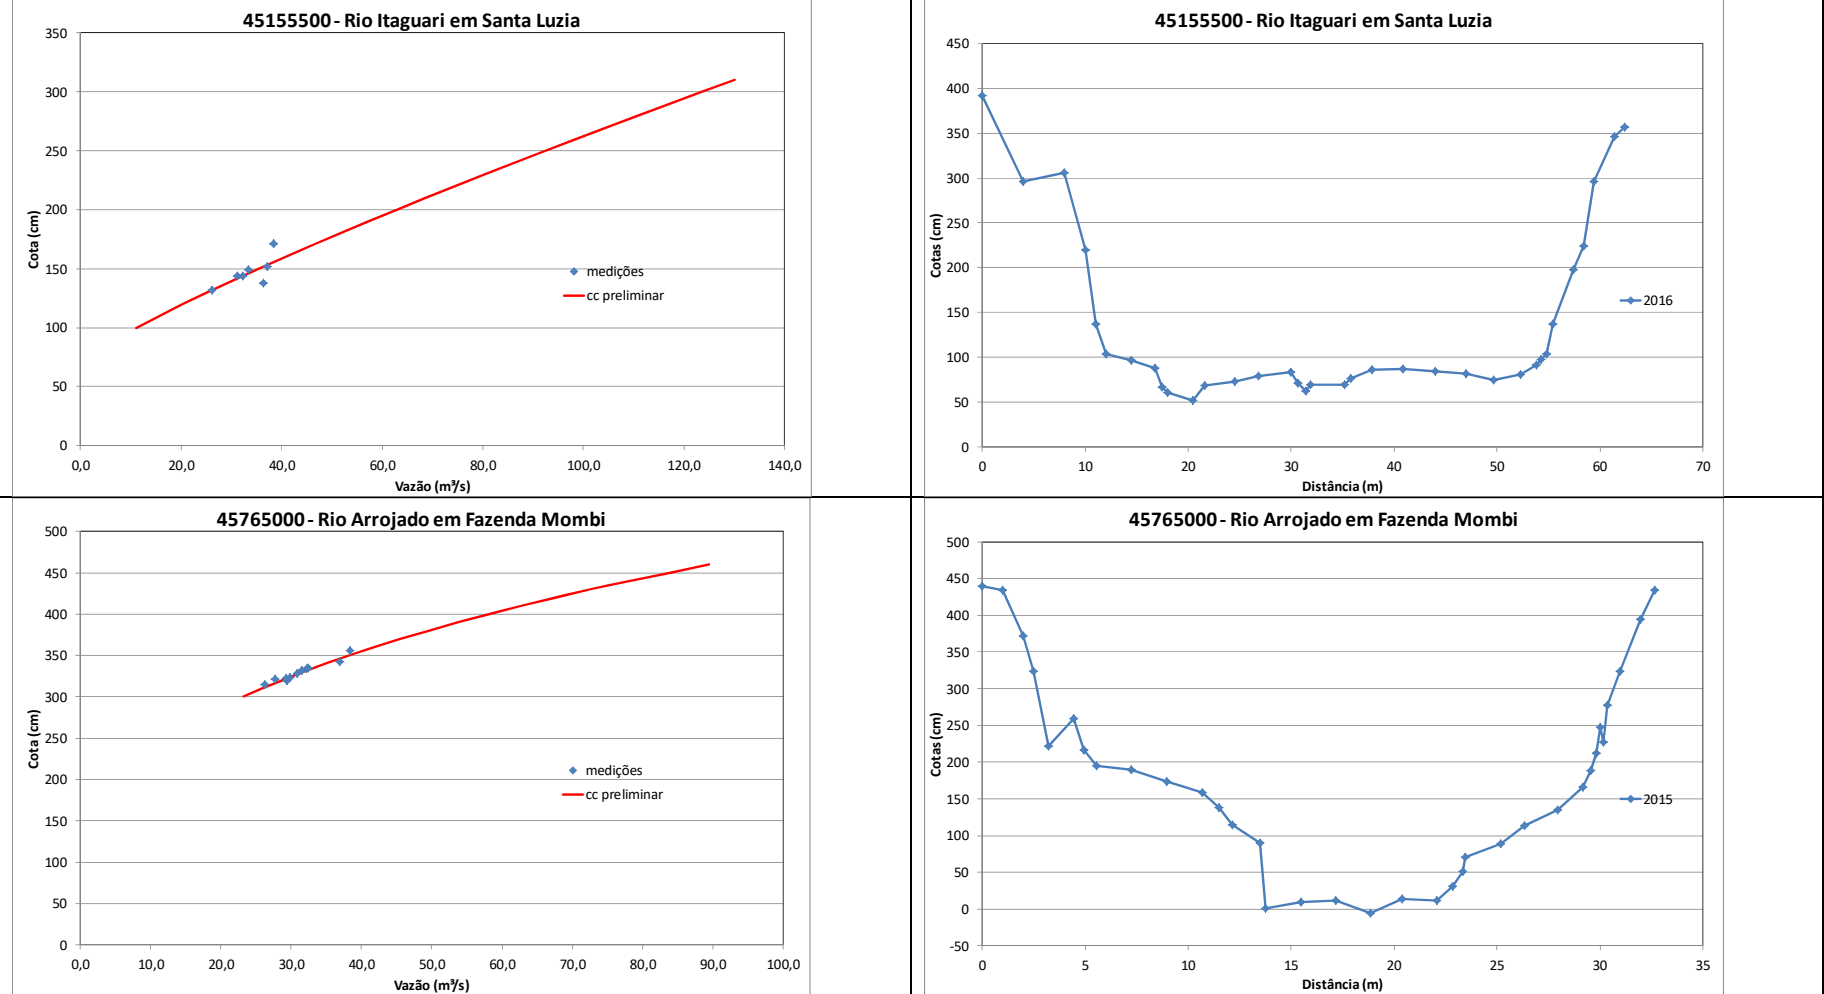 45155500 - Rio Itaguari em Santa Luzia
350
300
250
200
150
100
50
0
Cota (cm)
medições
cc preliminar
0,0 20,0 40,0 60,0 80,0 100,0 120,0 140,0
Vazão (m³/s)
45155500 - Rio Itaguari em Santa Luzia
450
400
350
300
250
200
150
100
50
0
Cotas (cm)
2016
0 10 20 30 40 50 60 70
Distância (m)
45765000 - Rio Arrojado em Fazenda Mombi
500
450
400
350
300
250
200
150
100
50
0
Cota (cm)
medições
cc preliminar
0,0 10,0 20,0 30,0 40,0 50,0 60,0 70,0 80,0 90,0 100,0
Vazão (m³/s)
45765000 - Rio Arrojado em Fazenda Mombi
500
450
400
350
300
250
200
150
100
50
0
-50
Cotas (cm)
2015
0 5 10 15 20 25 30 35
Distância (m)